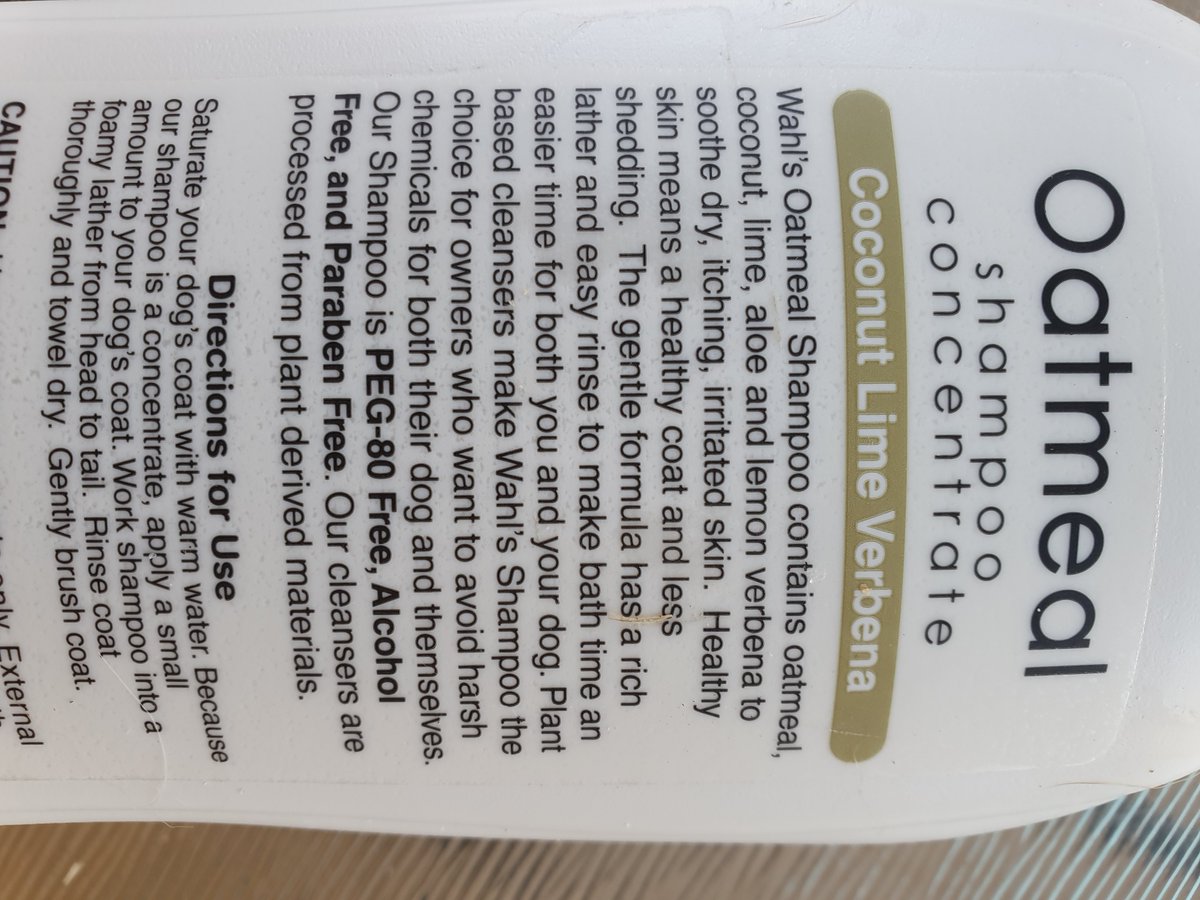 Oatmeal
shampoo
concentrate
Coconut Lime Verbena
Wahl's Oatmeal Shampoo contains oatmeal,
coconut, lime, aloe and lemon verbena to
soothe dry, itching, irritated skin. Healthy
skin means a healthy coat and less
shedding. The gentle formula has a rich
lather and easy rinse to make bath time an
easier time for both you and your dog. Plant
based cleansers make Wahl's Shampoo the
choice for owners who want to avoid harsh
chemicals for both their dog and themselves.
Our Shampoo is PEG-80 Free, Alcohol
Free, and Paraben Free. Our cleansers are
processed from plant derived materials.
Directions for Use
Saturate your dog's coat with warm water. Because
our shampoo is a concentrate, apply a small
amount to your dog's coat. Work shampoo into a
foamy lather from head to tail. Rinse coat
thoroughly and towel dry. Gently brush coat.
CAUTION only. External